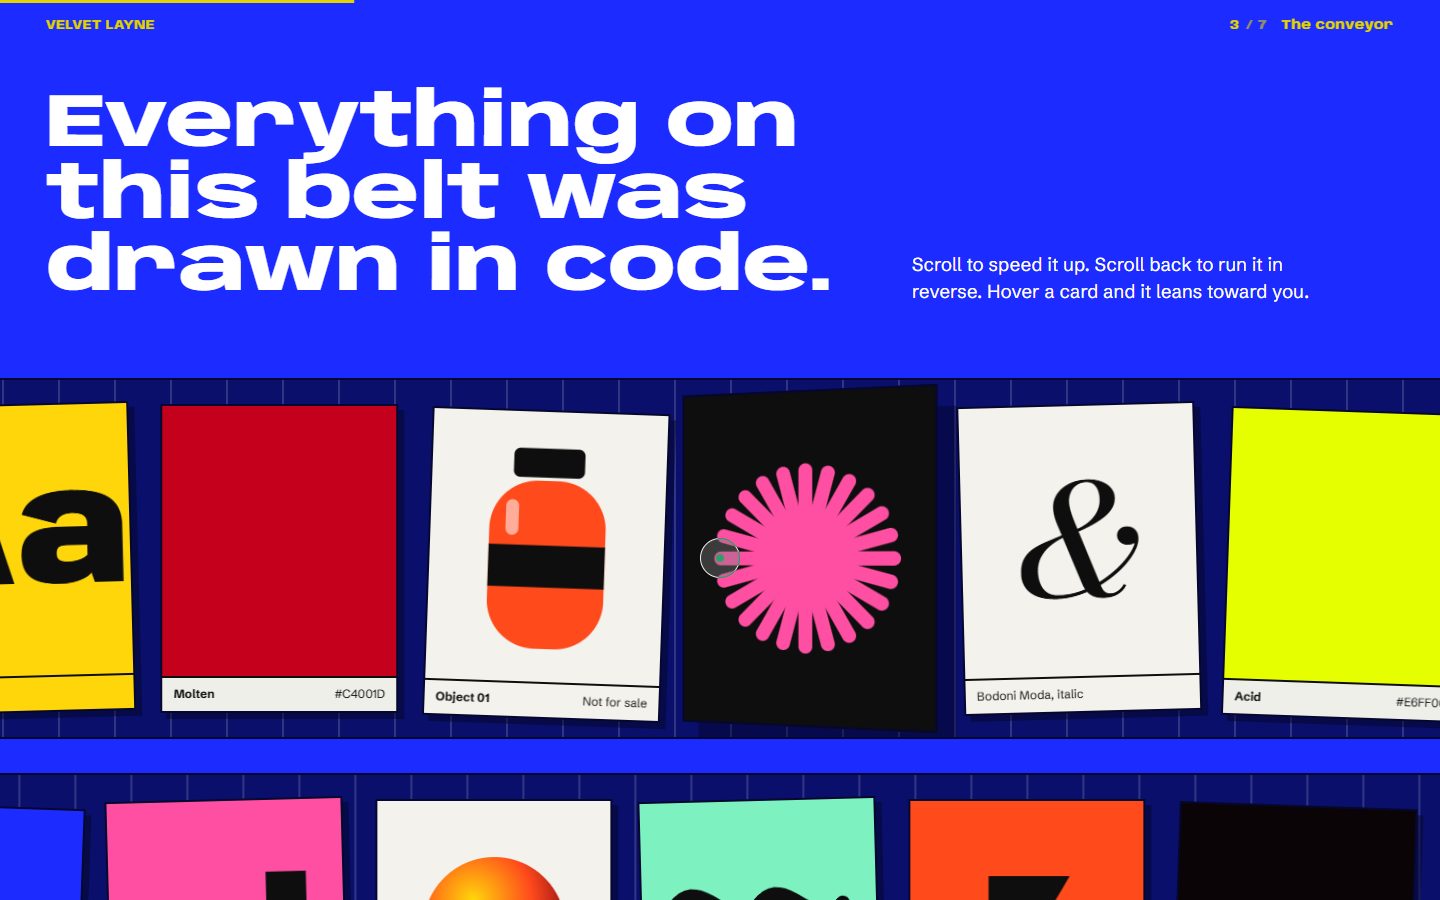 VELVET LAYNE
3 / 7 The conveyor
Everything on
this belt was
drawn in code.
Scroll to speed it up. Scroll back to run it in
reverse. Hover a card and it leans toward you.
Aa
&
Molten #C4001D
Object 01 Not for sale
Bodoni Moda, italic
Acid